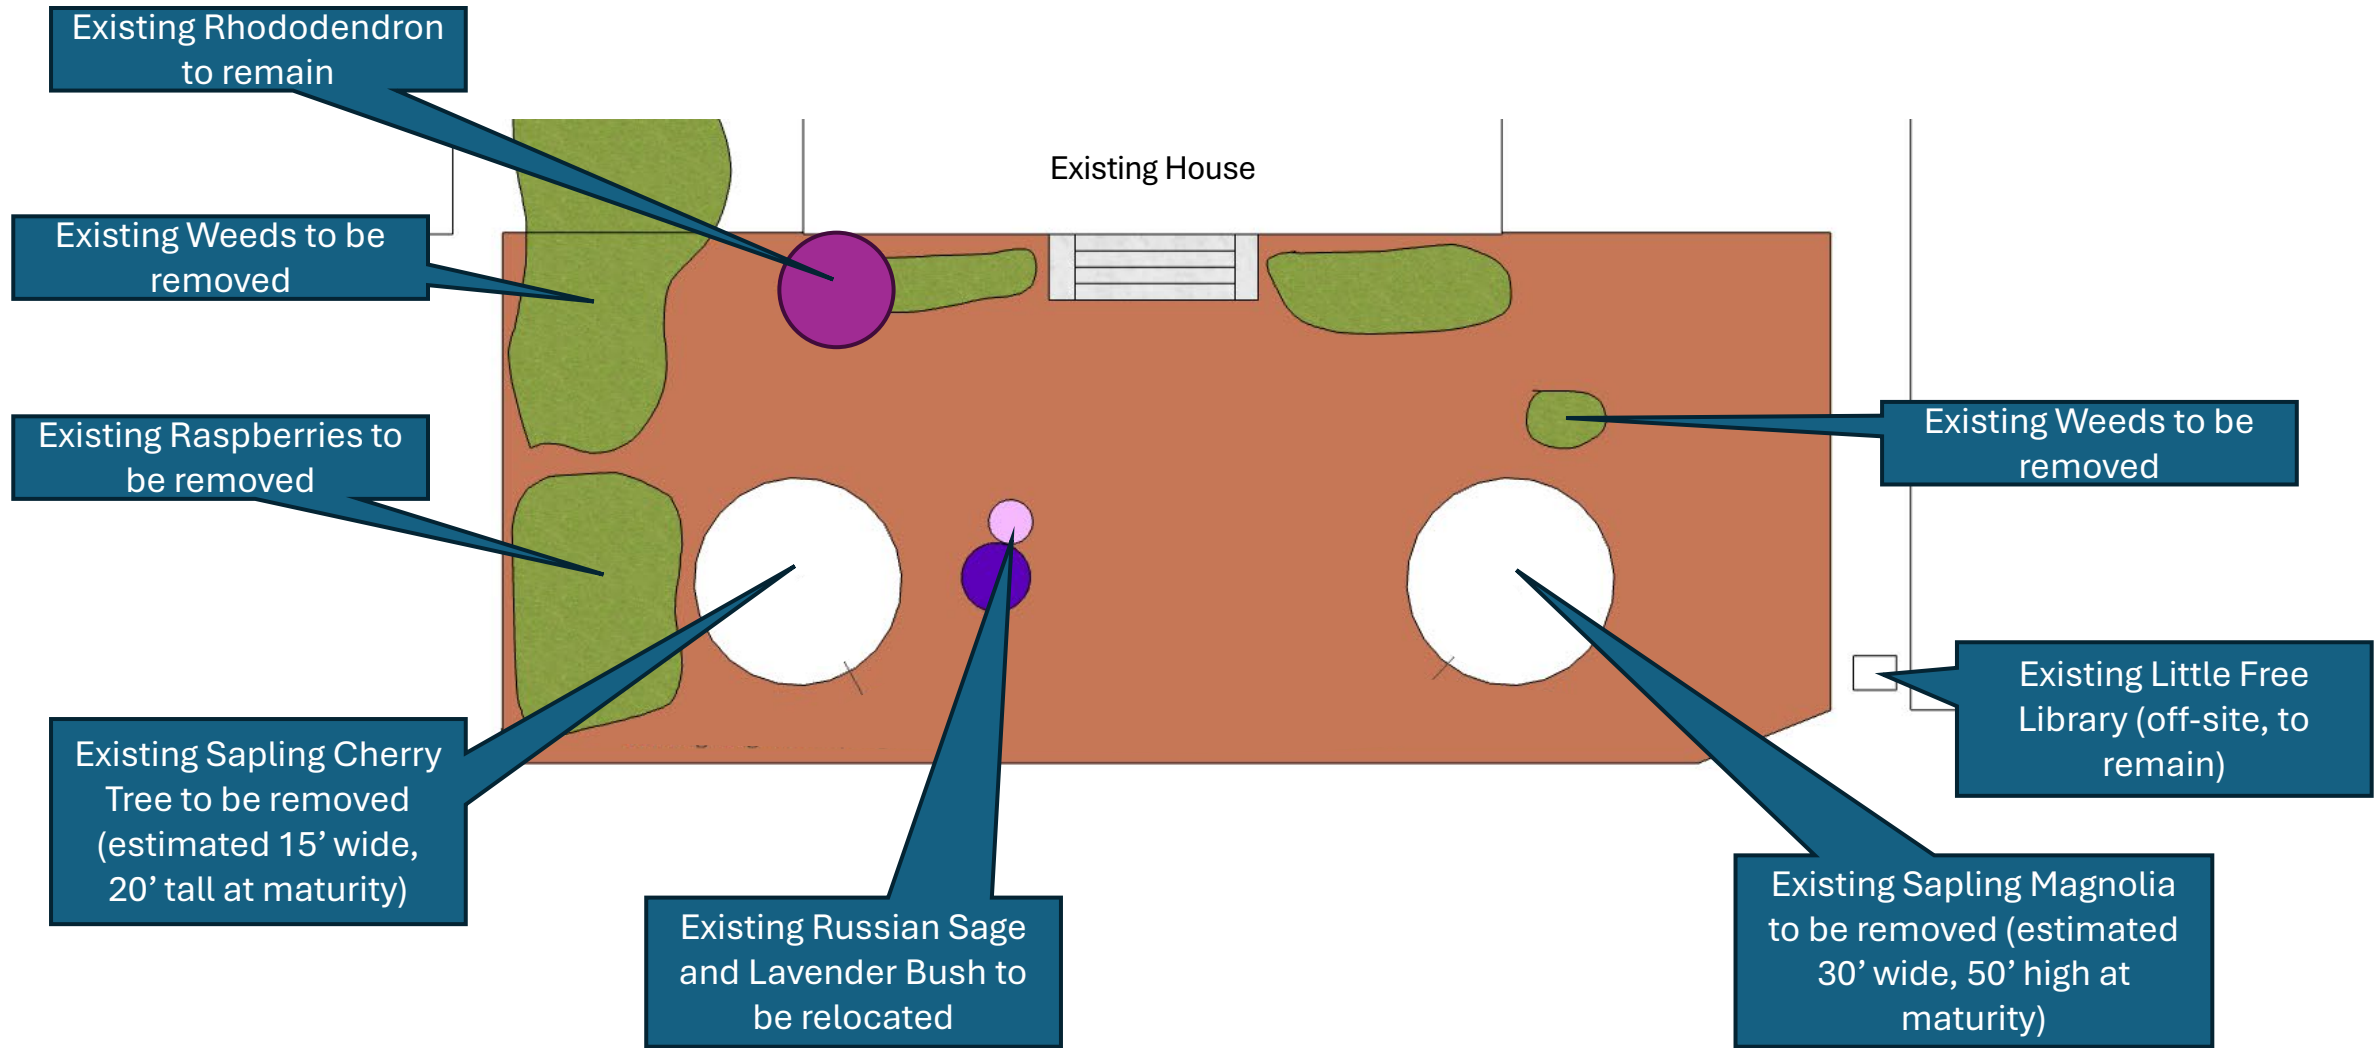 Existing Rhododendron
to remain
Existing House
Existing Weeds to be
removed
Existing Raspberries to
be removed
Existing Weeds to be
removed
Existing Little Free
Library (off-site, to
remain)
Existing Sapling Cherry
Tree to be removed
(estimated 15’ wide,
20’ tall at maturity)
Existing Russian Sage
and Lavender Bush to
be relocated
Existing Sapling Magnolia
to be removed (estimated
30’ wide, 50’ high at
maturity)